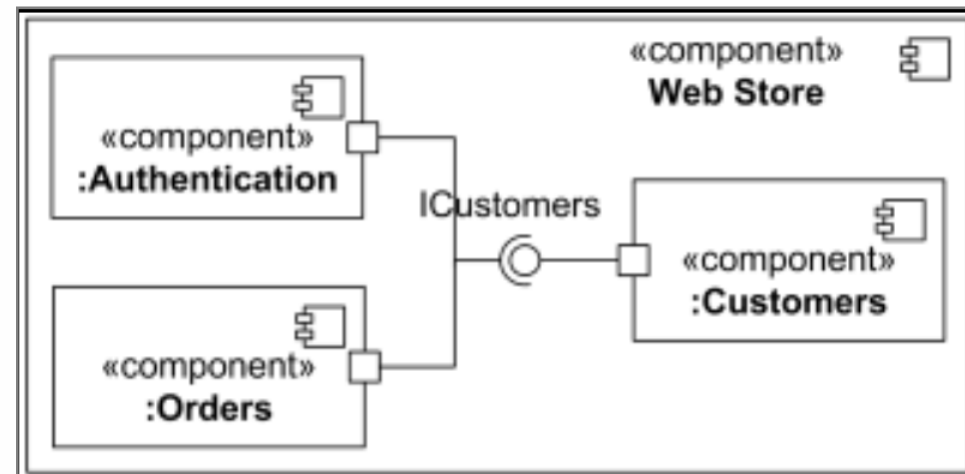 «component»
Web Store
«component»
:Authentication
ICustomers
«component»
:Customers
«component»
:Orders